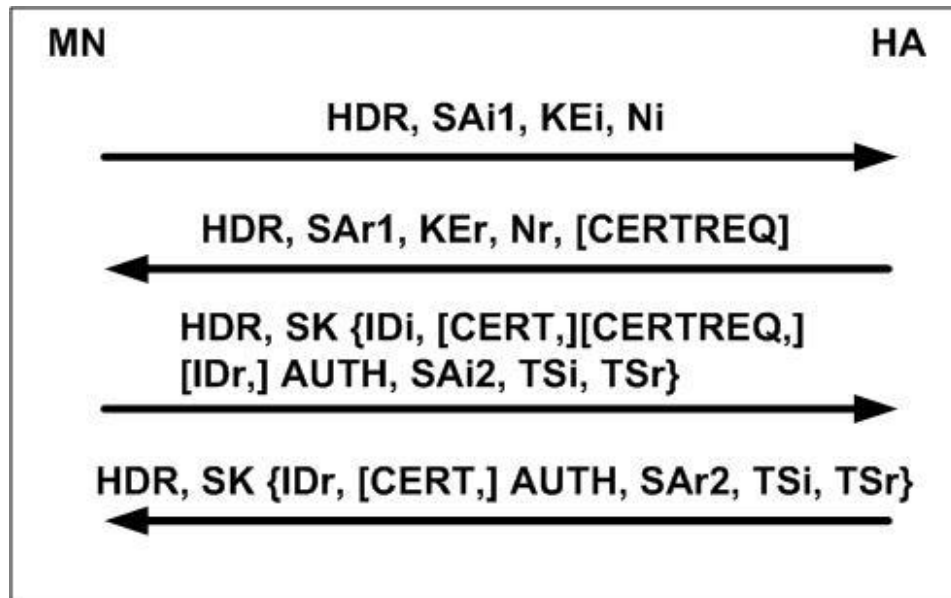 MN HA
HDR, SAi1, KEi, Ni
HDR, SAr1, KEr, Nr, [CERTREQ]
HDR, SK {IDi, [CERT,][CERTREQ,]
[IDr,] AUTH, SAi2, TSi, TSr}
HDR, SK {IDr, [CERT,] AUTH, SAr2, TSi, TSr}